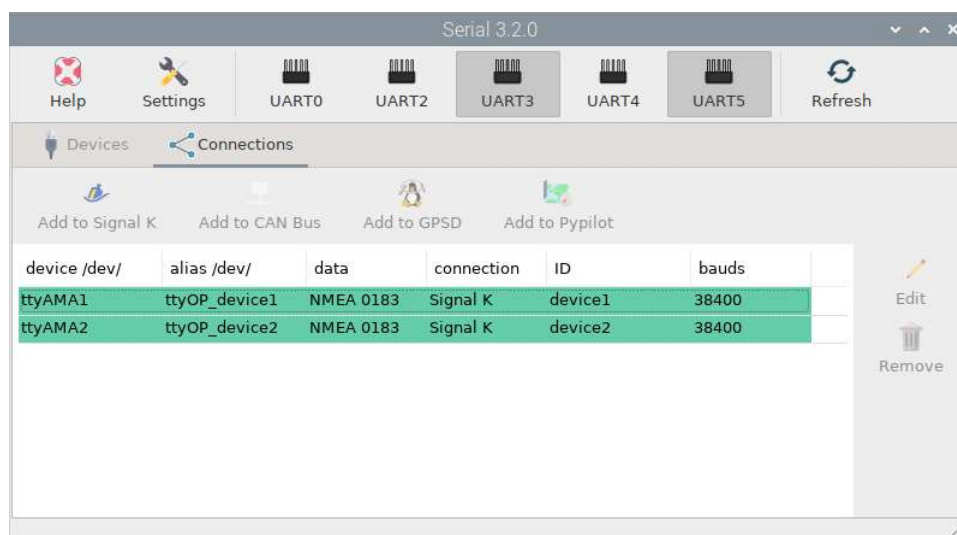 Serial 3.2.0
Help Settings UART0 UART2 UART3 UART4 UART5 Refresh
Devices Connections
Add to Signal K Add to CAN Bus Add to GPSD Add to Pypilot
device /dev/ alias /dev/ data connection ID bauds
ttyAMA1 ttyOP_device1 NMEA 0183 Signal K device1 38400
ttyAMA2 ttyOP_device2 NMEA 0183 Signal K device2 38400
Edit
Remove